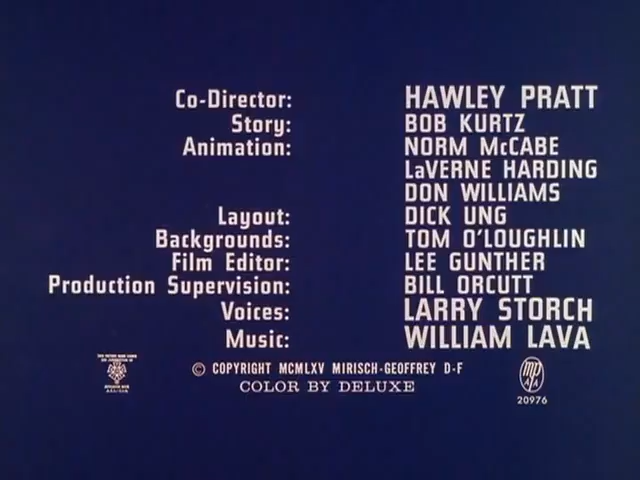 Co-Director: HAWLEY PRATT
Story: BOB KURTZ
Animation: NORM McCABE
LaVERNE HARDING
DON WILLIAMS
Layout: DICK UNG
Backgrounds: TOM O'LOUGHLIN
Film Editor: LEE GUNTHER
Production Supervision: BILL ORCUTT
Voices: LARRY STORCH
Music: WILLIAM LAVA
© COPYRIGHT MCMLXV MIRISCH-GEOFFREY D-F
COLOR BY DELUXE
20976